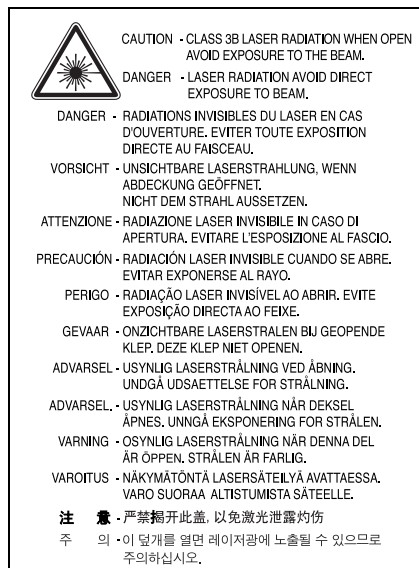 CAUTION - CLASS 3B LASER RADIATION WHEN OPEN
AVOID EXPOSURE TO THE BEAM.
DANGER - LASER RADIATION AVOID DIRECT
EXPOSURE TO BEAM.
DANGER - RADIATIONS INVISIBLES DU LASER EN CAS
D'OUVERTURE. EVITER TOUTE EXPOSITION
DIRECTE AU FAISCEAU.
VORSICHT - UNSICHTBARE LASERSTRAHLUNG, WENN
ABDECKUNG GEÖFFNET.
NICHT DEM STRAHL AUSSETZEN.
ATTENZIONE - RADIAZIONE LASER INVISIBILE IN CASO DI
APERTURA. EVITARE L'ESPOSIZIONE AL FASCIO.
PRECAUCIÓN - RADIACIÓN LASER INVISIBLE CUANDO SE ABRE.
EVITAR EXPONERSE AL RAYO.
PERIGO - RADIAÇÃO LASER INVISÍVEL AO ABRIR. EVITE
EXPOSIÇÃO DIRECTA AO FEIXE.
GEVAAR - ONZICHTBARE LASERSTRALEN BIJ GEOPENDE
KLEP. DEZE KLEP NIET OPENEN.
ADVARSEL - USYNLIG LASERSTRÅLNING VED ÅBNING.
UNDGÅ UDSAETTELSE FOR STRÅLNING.
ADVARSEL. - USYNLIG LASERSTRÅLNING NÅR DEKSEL
ÅPNES. UNNGÅ EKSPONERING FOR STRÅLEN.
VARNING - OSYNLIG LASERSTRÅLNING NÄR DENNA DEL
ÄR ÖPPEN. STRÅLEN ÄR FARLIG.
VAROITUS - NÄKYMÄTÖNTÄ LASERSÄTEILYÄ AVATTAESSA.
VARO SUORAA ALTISTUMISTA SÄTEELLE.
注 意 - 严禁揭开此盖, 以免激光泄露灼伤
주 의 - 이 덮개를 열면 레이저광에 노출될 수 있으므로
주의하십시오.